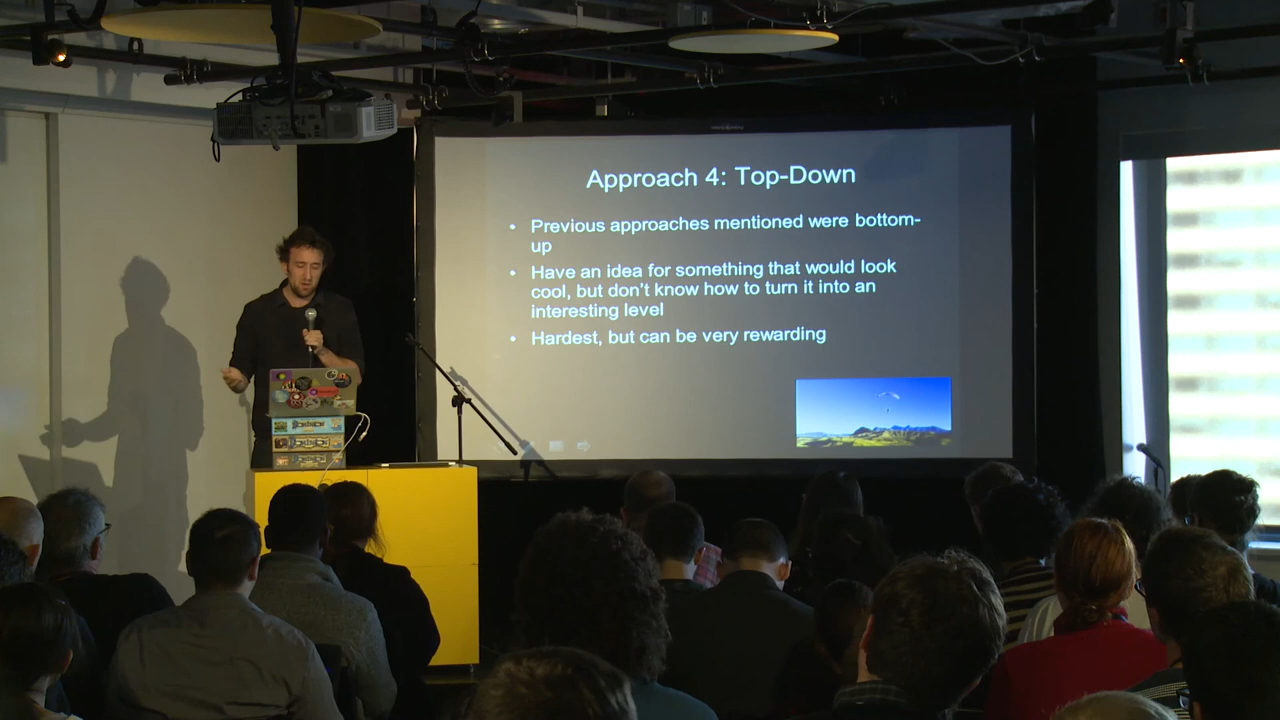 Approach 4: Top-Down
• Previous approaches mentioned were bottom-
up
• Have an idea for something that would look
cool, but don't know how to turn it into an
interesting level
• Hardest, but can be very rewarding